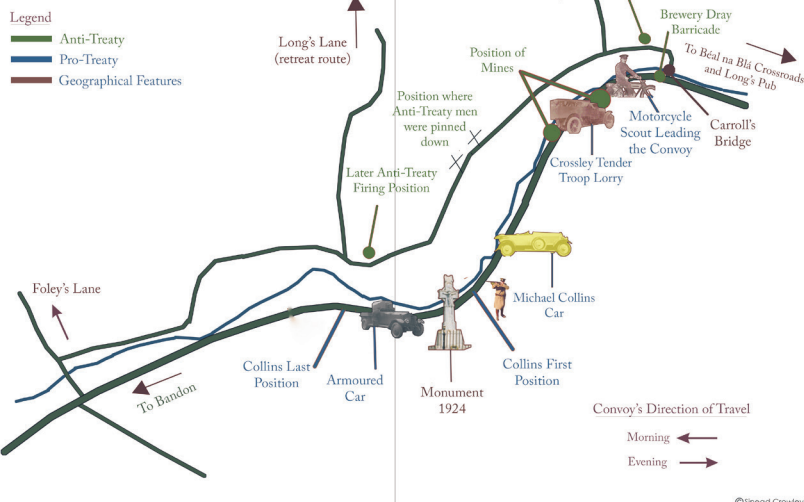 Legend
Anti-Treaty
Pro-Treaty
Geographical Features
Long's Lane
(retreat route)
Brewery Dray
Barricade
To Béal na Blá Crossroads
and Long's Pub
Position of
Mines
Position where
Anti-Treaty men
were pinned
down
Motorcycle
Scout Leading
the Convoy
Carroll's
Bridge
Crossley Tender
Troop Lorry
Later Anti-Treaty
Firing Position
Foley's Lane
Michael Collins
Car
Collins Last
Position
Armoured
Car
Collins First
Position
To Bandon
Monument
1924
Convoy's Direction of Travel
Morning
Evening
©Sinead Crowley